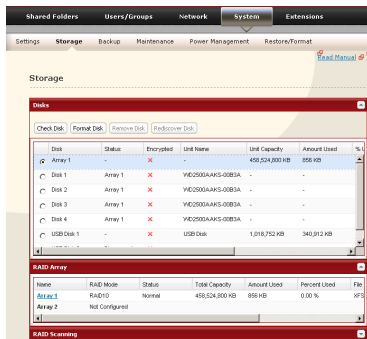 Shared Folders Users/Groups Network System Extensions
Settings Storage Backup Maintenance Power Management Restore/Format
Read Manual
Storage
Disks
Check Disk Format Disk Remove Disk Rediscover Disk
Disk Status Encrypted Unit Name Unit Capacity Amount Used % U
Array 1 - - 458,524,800 KB 856 KB
Disk 1 Array 1 WD2500AAKS-00B3A - -
Disk 2 Array 1 WD2500AAKS-00B3A - -
Disk 3 Array 1 WD2500AAKS-00B3A - -
Disk 4 Array 1 WD2500AAKS-00B3A - -
USB Disk 1 - USB Disk 1,018,752 KB 340,912 KB
RAID Array
Name RAID Mode Status Total Capacity Amount Used Percent Used File
Array 1 RAID10 Normal 458,524,800 KB 856 KB 0.00 % XFS
Array 2 Not Configured
RAID Scanning